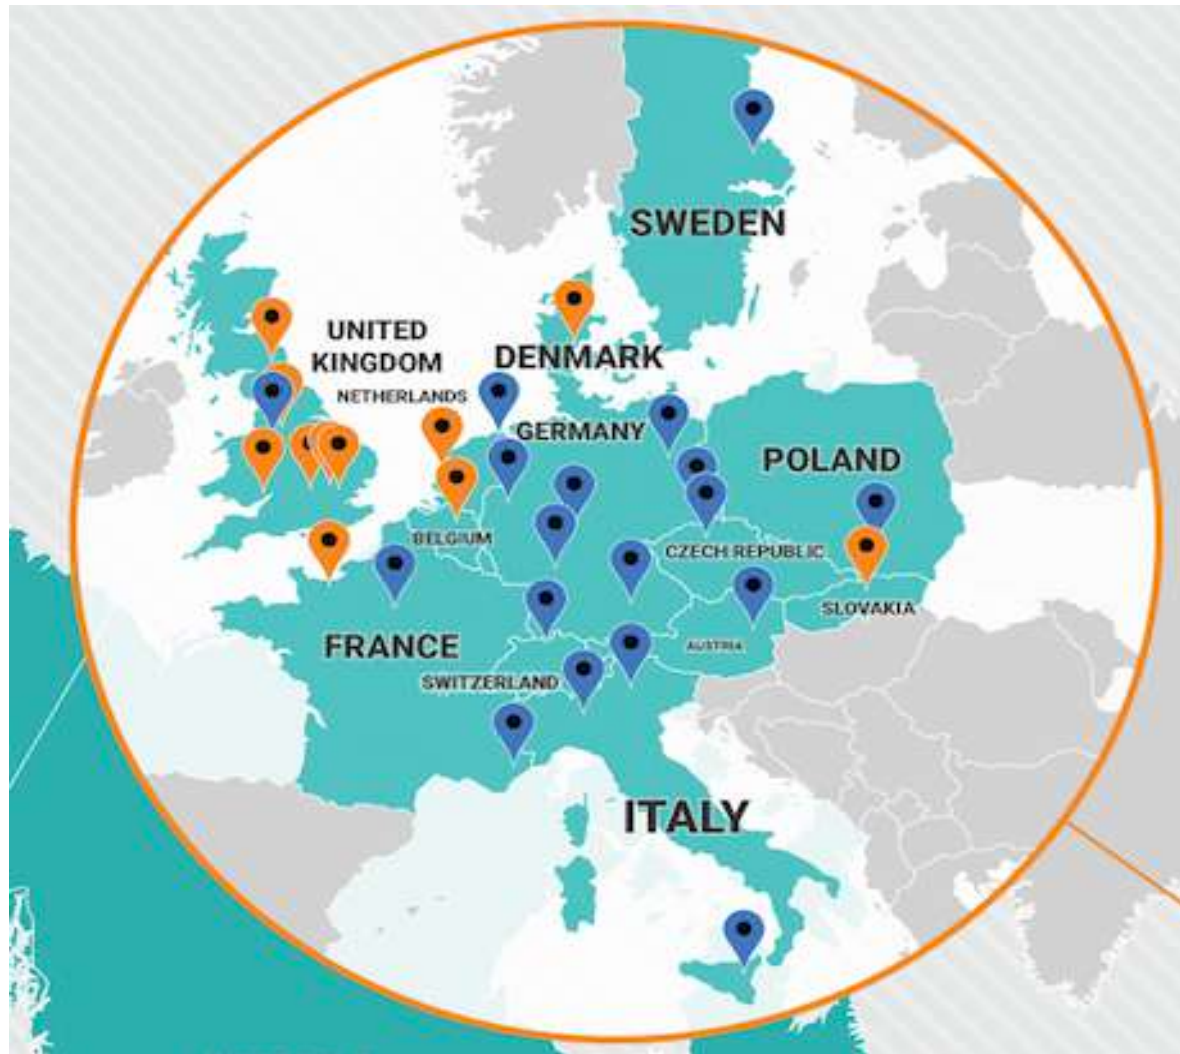 SWEDEN
UNITED
KINGDOM
DENMARK
NETHERLANDS
GERMANY
POLAND
BELGIUM
CZECH REPUBLIC
SLOVAKIA
FRANCE
AUSTRIA
SWITZERLAND
ITALY